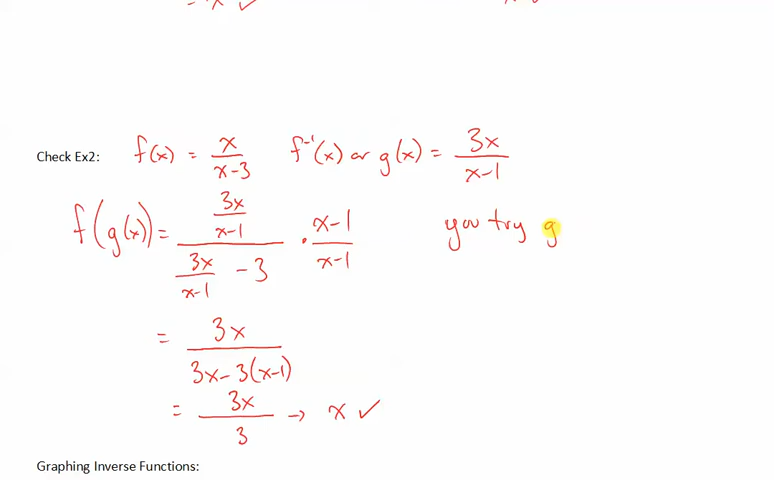 = x ✓
Check Ex2: f(x) = x/(x-3) f⁻¹(x) or g(x) = 3x/(x-1)
f(g(x)) = (3x/(x-1))/(3x/(x-1) - 3) · (x-1)/(x-1) you try g
= 3x/(3x-3(x-1))
= 3x/3 → x ✓
Graphing Inverse Functions: